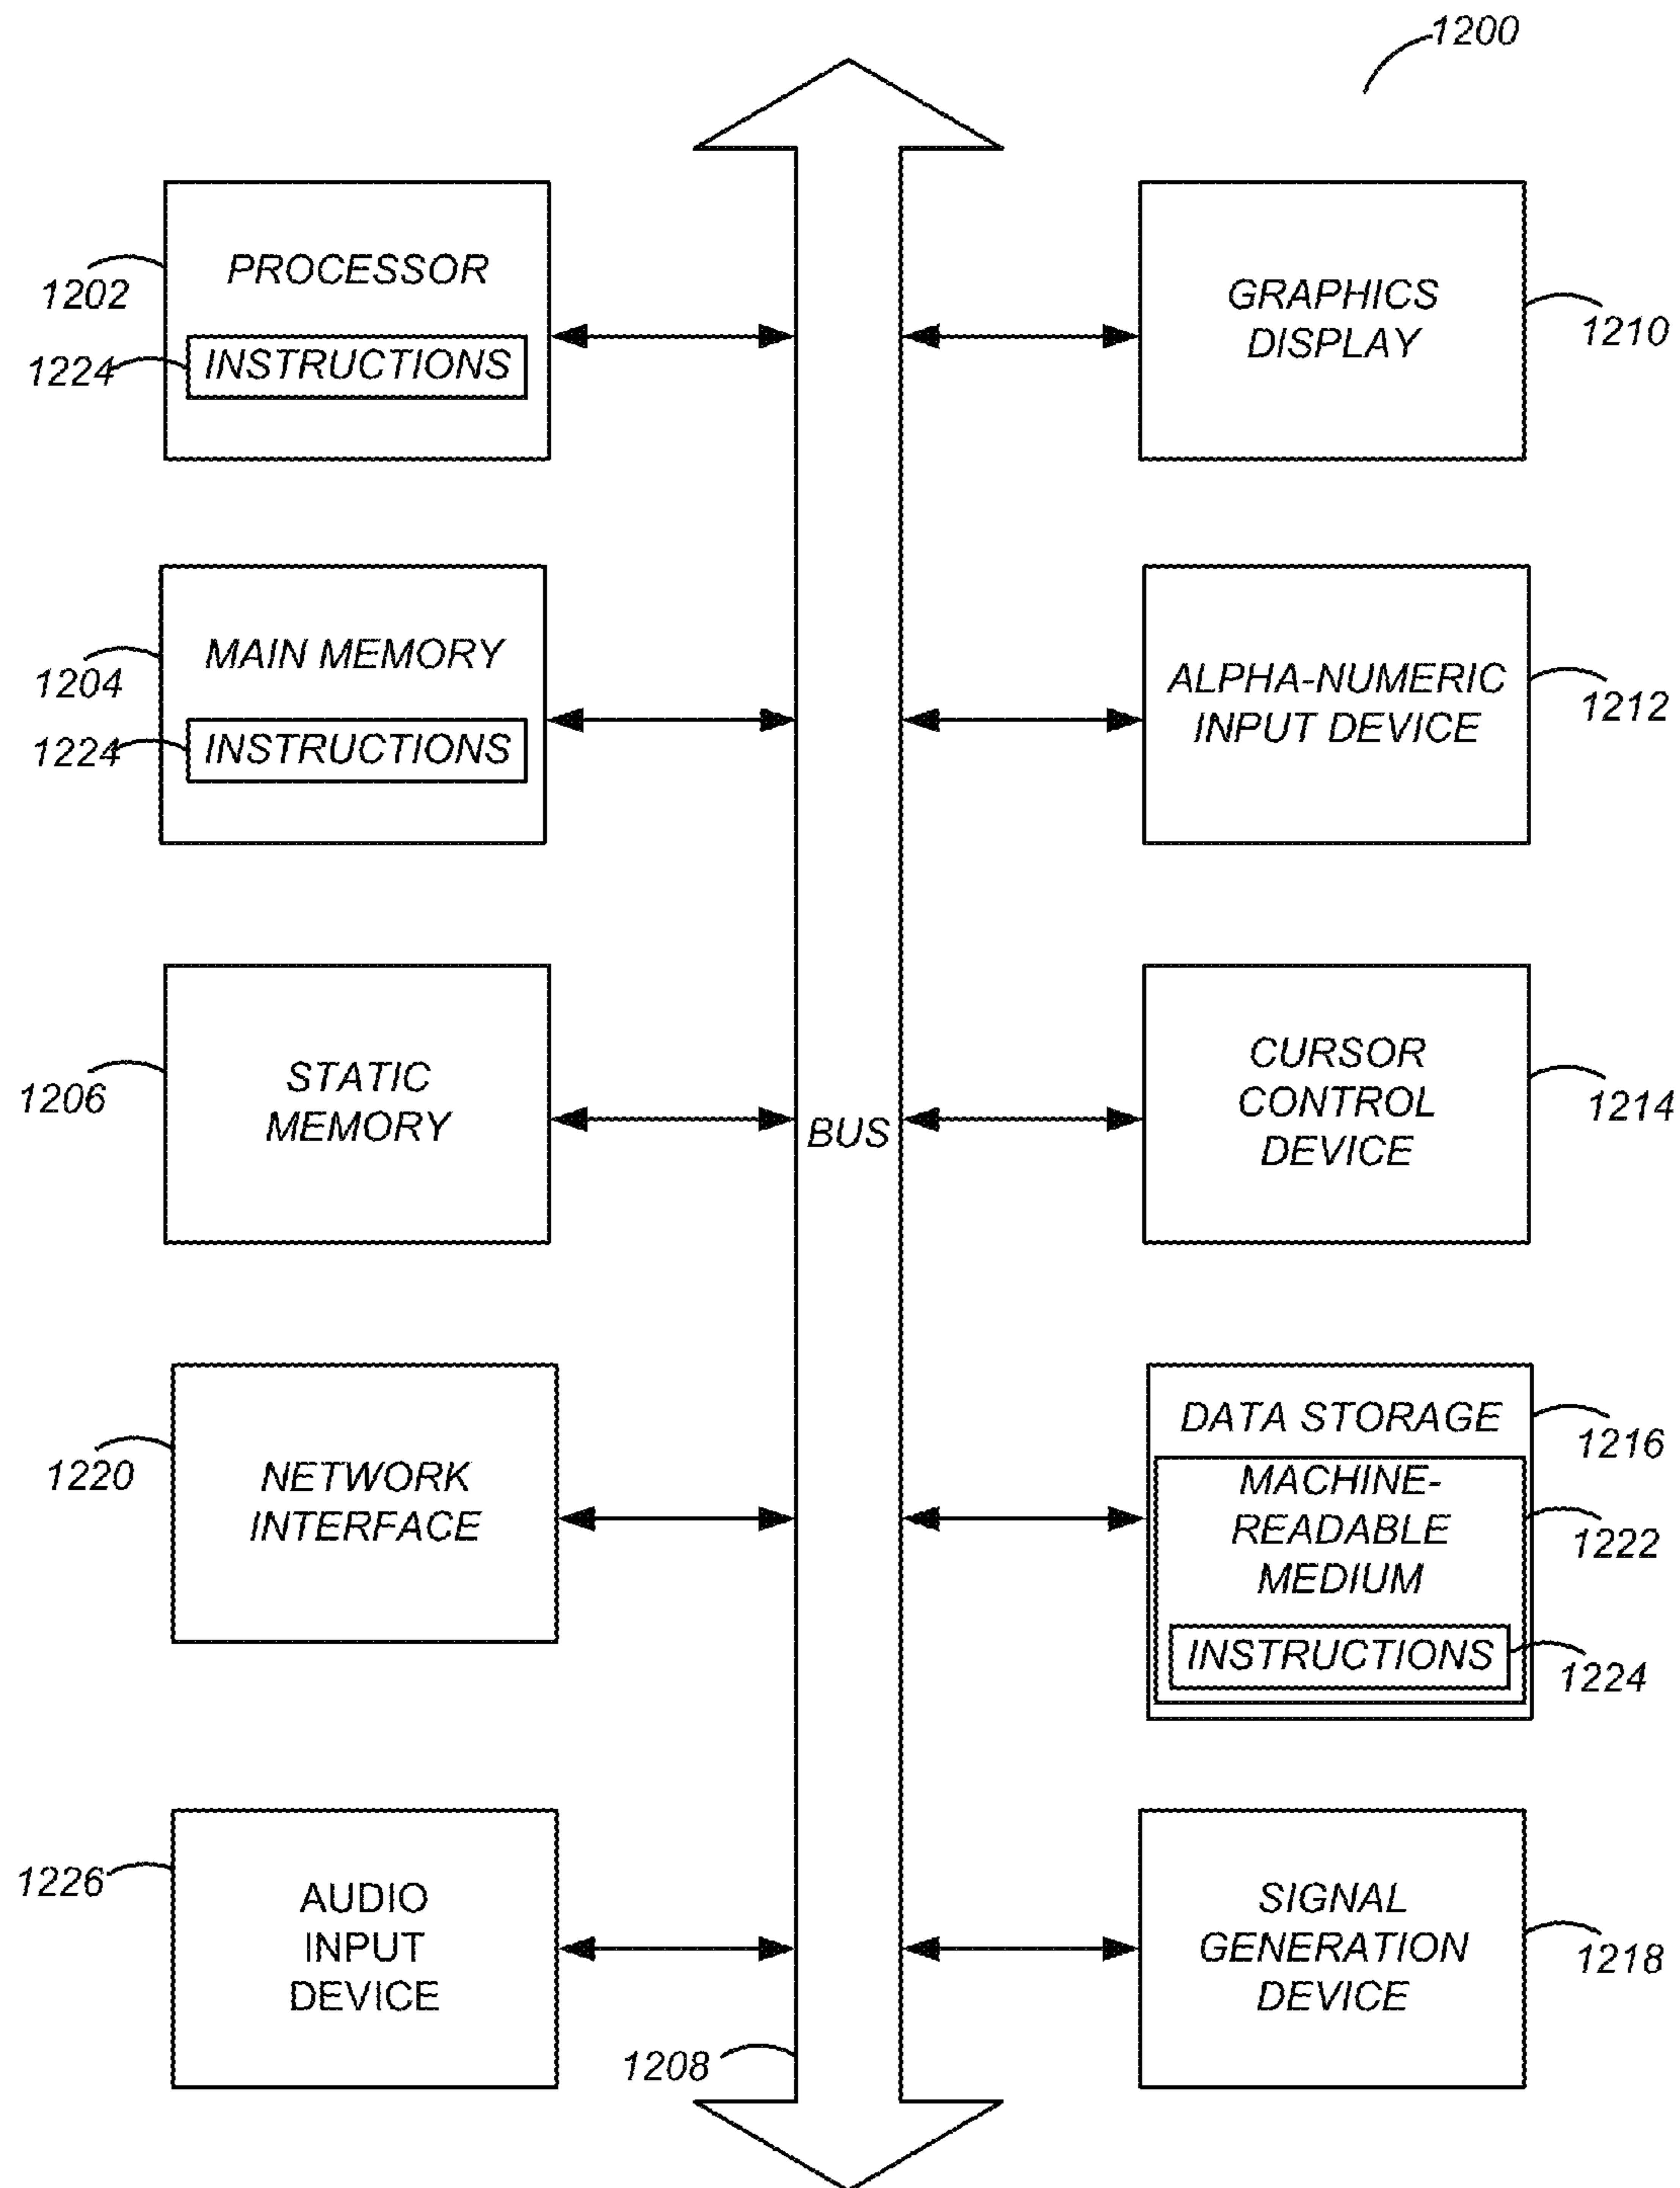 1200
PROCESSOR
1202
INSTRUCTIONS
1224
GRAPHICS
DISPLAY
1210
MAIN MEMORY
1204
INSTRUCTIONS
1224
ALPHA-NUMERIC
INPUT DEVICE
1212
STATIC
MEMORY
1206
BUS
CURSOR
CONTROL
DEVICE
1214
NETWORK
INTERFACE
1220
DATA STORAGE
1216
MACHINE-
READABLE
MEDIUM
1222
INSTRUCTIONS
1224
AUDIO
INPUT
DEVICE
1226
1208
SIGNAL
GENERATION
DEVICE
1218